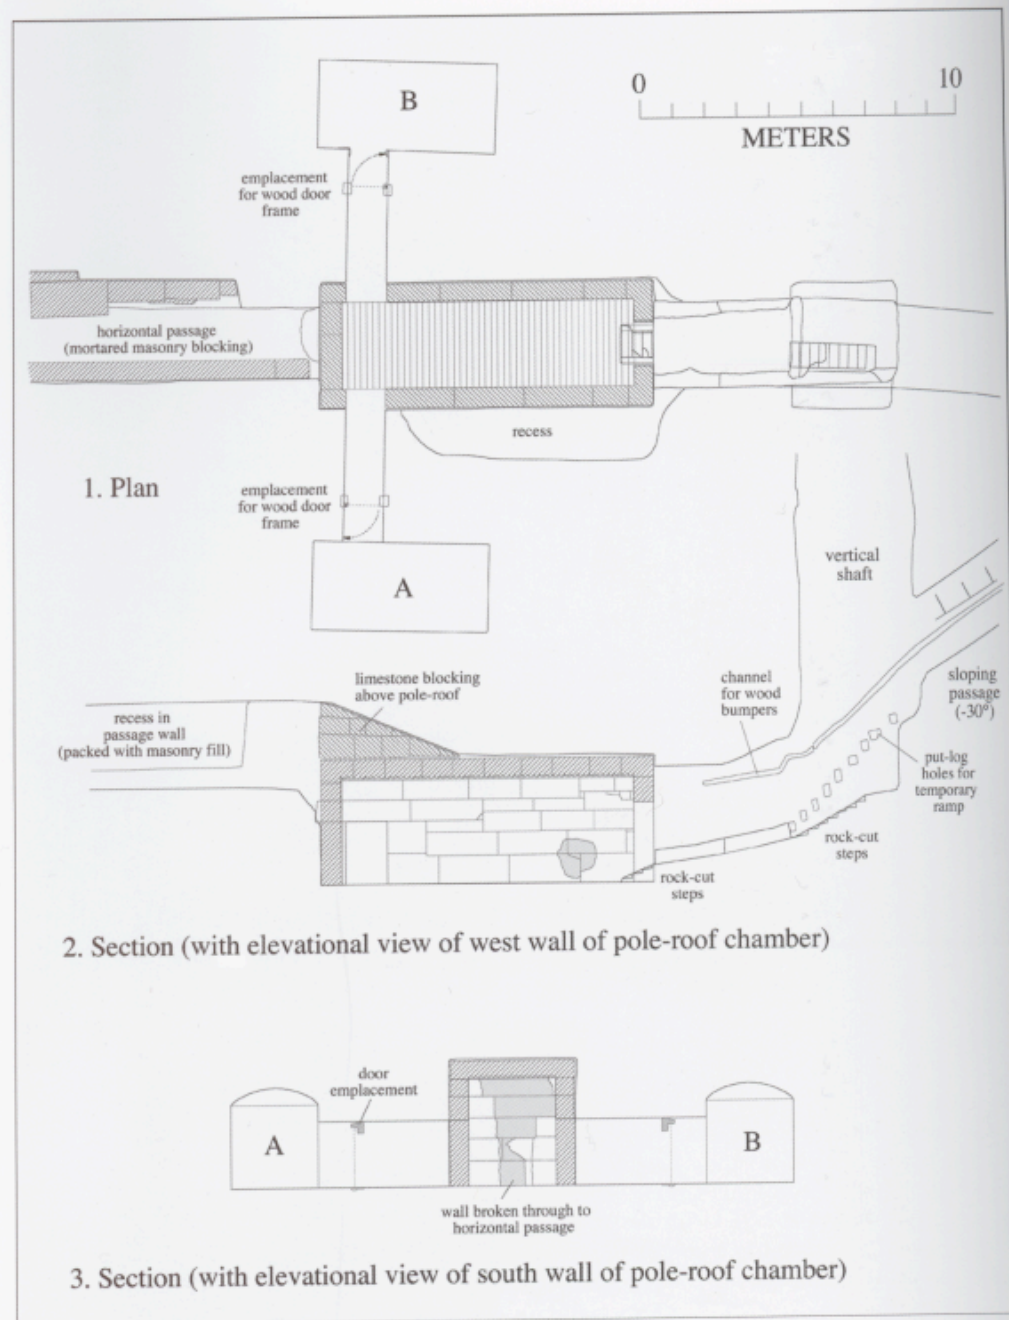 B
0 10
METERS
emplacement
for wood door
frame
horizontal passage
(mortared masonry blocking)
recess
1. Plan
emplacement
for wood door
frame
A
vertical
shaft
limestone blocking
above pole-roof
channel
for wood
bumpers
sloping
passage
(-30°)
recess in
passage wall
(packed with masonry fill)
put-log
holes for
temporary
ramp
rock-cut
steps
rock-cut
steps
2. Section (with elevational view of west wall of pole-roof chamber)
door
emplacement
A
B
wall broken through to
horizontal passage
3. Section (with elevational view of south wall of pole-roof chamber)